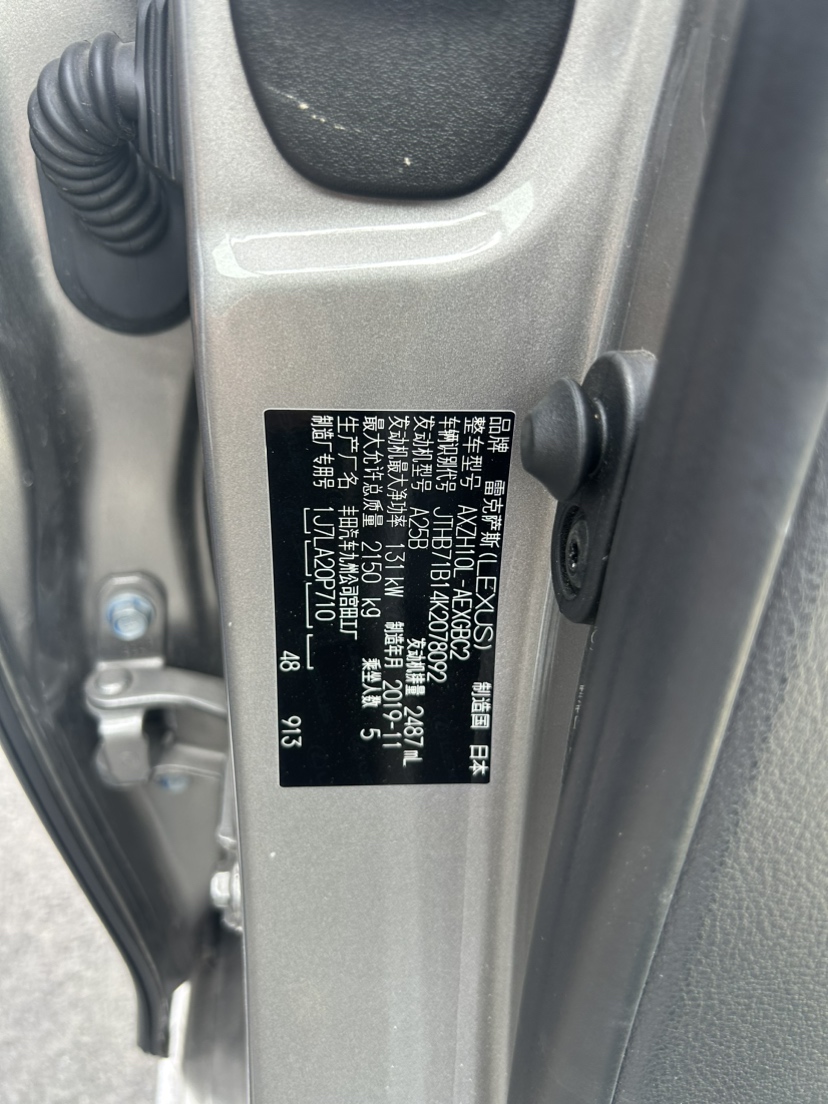 品牌 雷克萨斯(LEXUS) 制造国 日本
整车型号 AXZH10L-AEXGBC2
车辆识别代号 JTHB71B14K2078092
发动机型号 A25B 发动机排量 2487 mL
发动机最大净功率 131 kW 制造年月 2019-11
最大允许总质量 2150 kg 乘坐人数 5
生产厂名 丰田汽车九州公司宫田工厂
制造厂专用号 1J7LA20P710 48 913